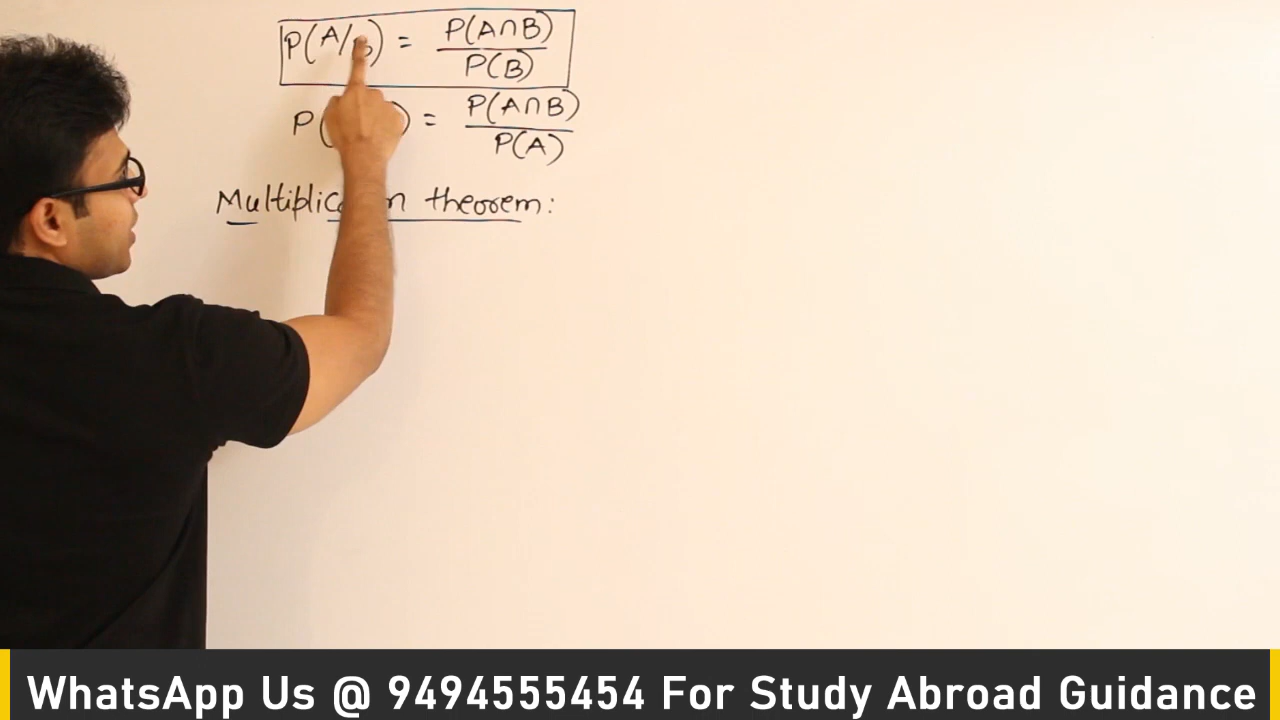 P(A/B) = P(A∩B)
P(B)
P( ) = P(A∩B)
P(A)
theorem:
WhatsApp Us @ 9494555454 For Study Abroad Guidance